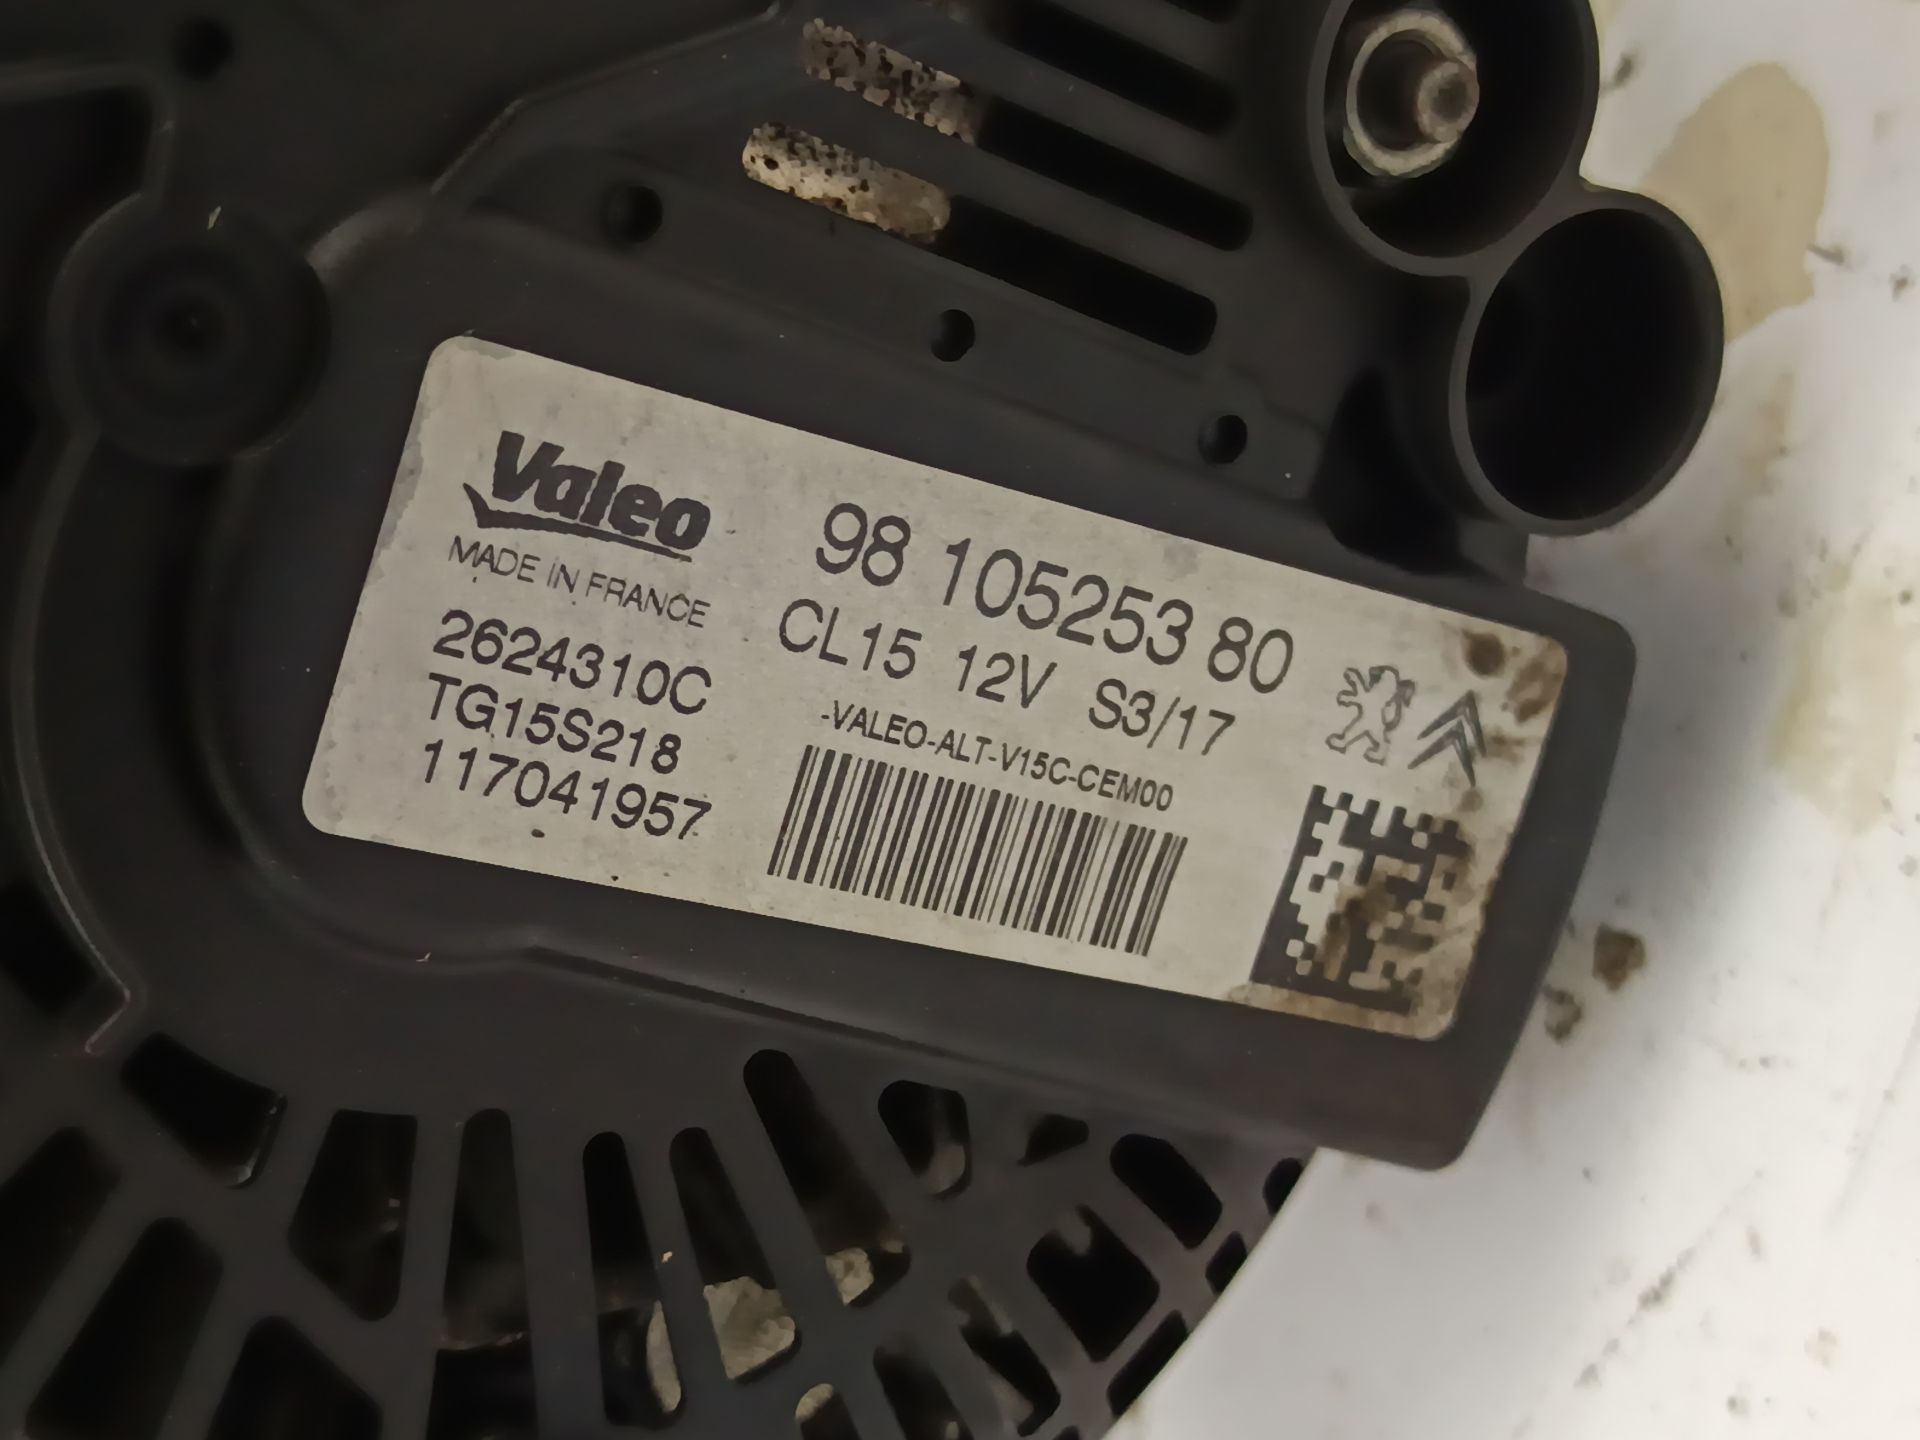 Valeo
MADE IN FRANCE
2624310C
TG15S218
117041957
98 105253 80
CL15 12V S3/17
-VALEO-ALT-V15C-CEM00